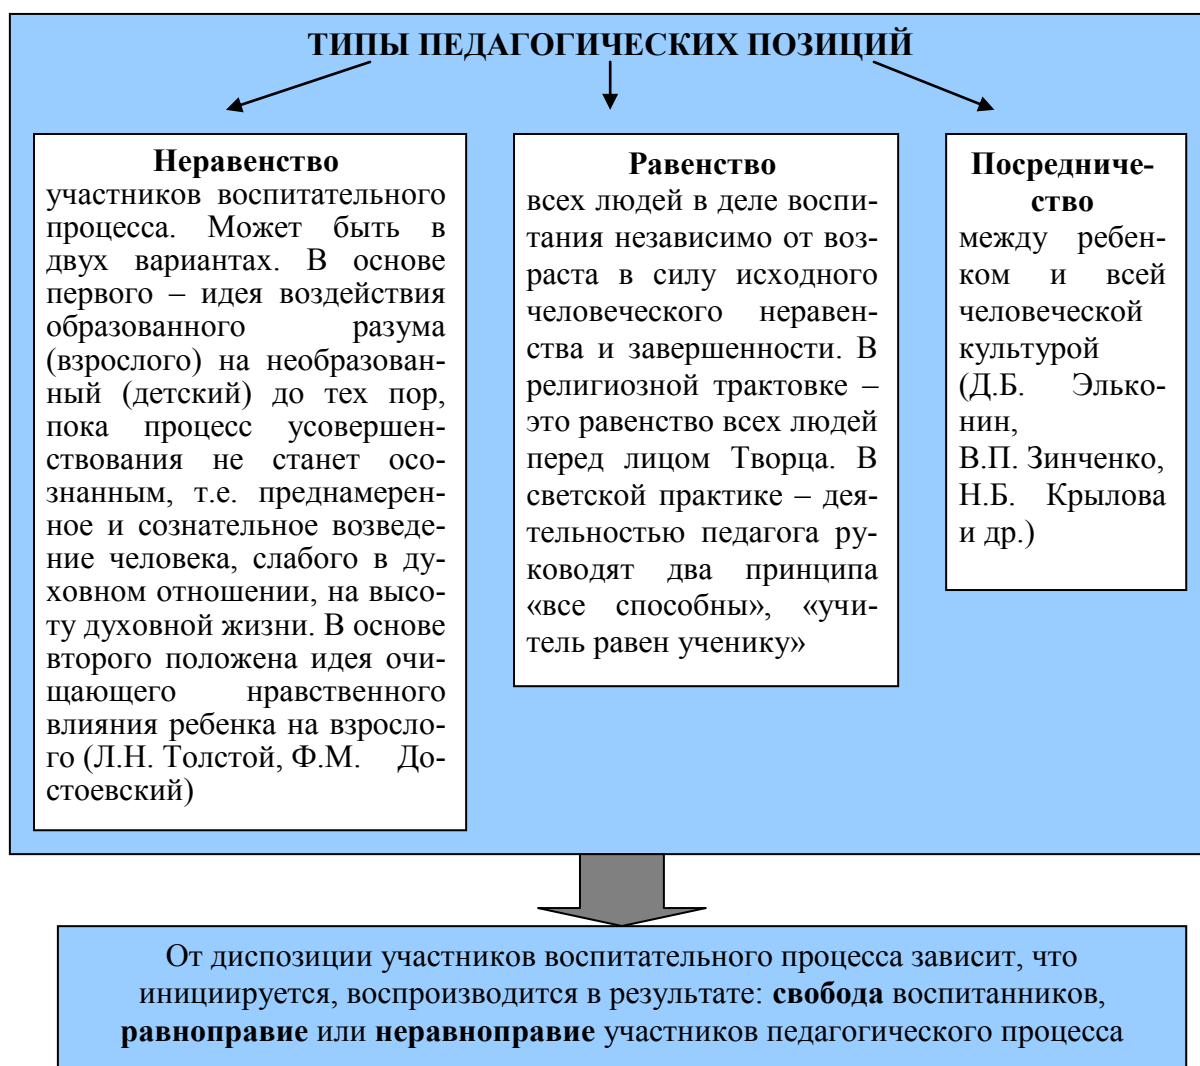 ТИПЫ ПЕДАГОГИЧЕСКИХ ПОЗИЦИЙ
Неравенство
участников воспитательного
процесса. Может быть в
двух вариантах. В основе
первого – идея воздействия
образованного разума
(взрослого) на необразован-
ный (детский) до тех пор,
пока процесс усовершен-
ствования не станет осо-
знанным, т.е. преднамерен-
ное и сознательное возведе-
ние человека, слабого в ду-
ховном отношении, на высо-
ту духовной жизни. В основе
второго положена идея очи-
щающего нравственного
влияния ребенка на взросло-
го (Л.Н. Толстой, Ф.М. До-
стоевский)
Равенство
всех людей в деле воспи-
тания независимо от воз-
раста в силу исходного
человеческого неравен-
ства и завершенности. В
религиозной трактовке –
это равенство всех людей
перед лицом Творца. В
светской практике – дея-
тельностью педагога ру-
ководят два принципа
«все способны», «учи-
тель равен ученику»
Посредниче-
ство
между ребен-
ком и всей
человеческой
культурой
(Д.Б. Элько-
нин,
В.П. Зинченко,
Н.Б. Крылова
и др.)
От диспозиции участников воспитательного процесса зависит, что
инициируется, воспроизводится в результате: свобода воспитанников,
равноправие или неравноправие участников педагогического процесса